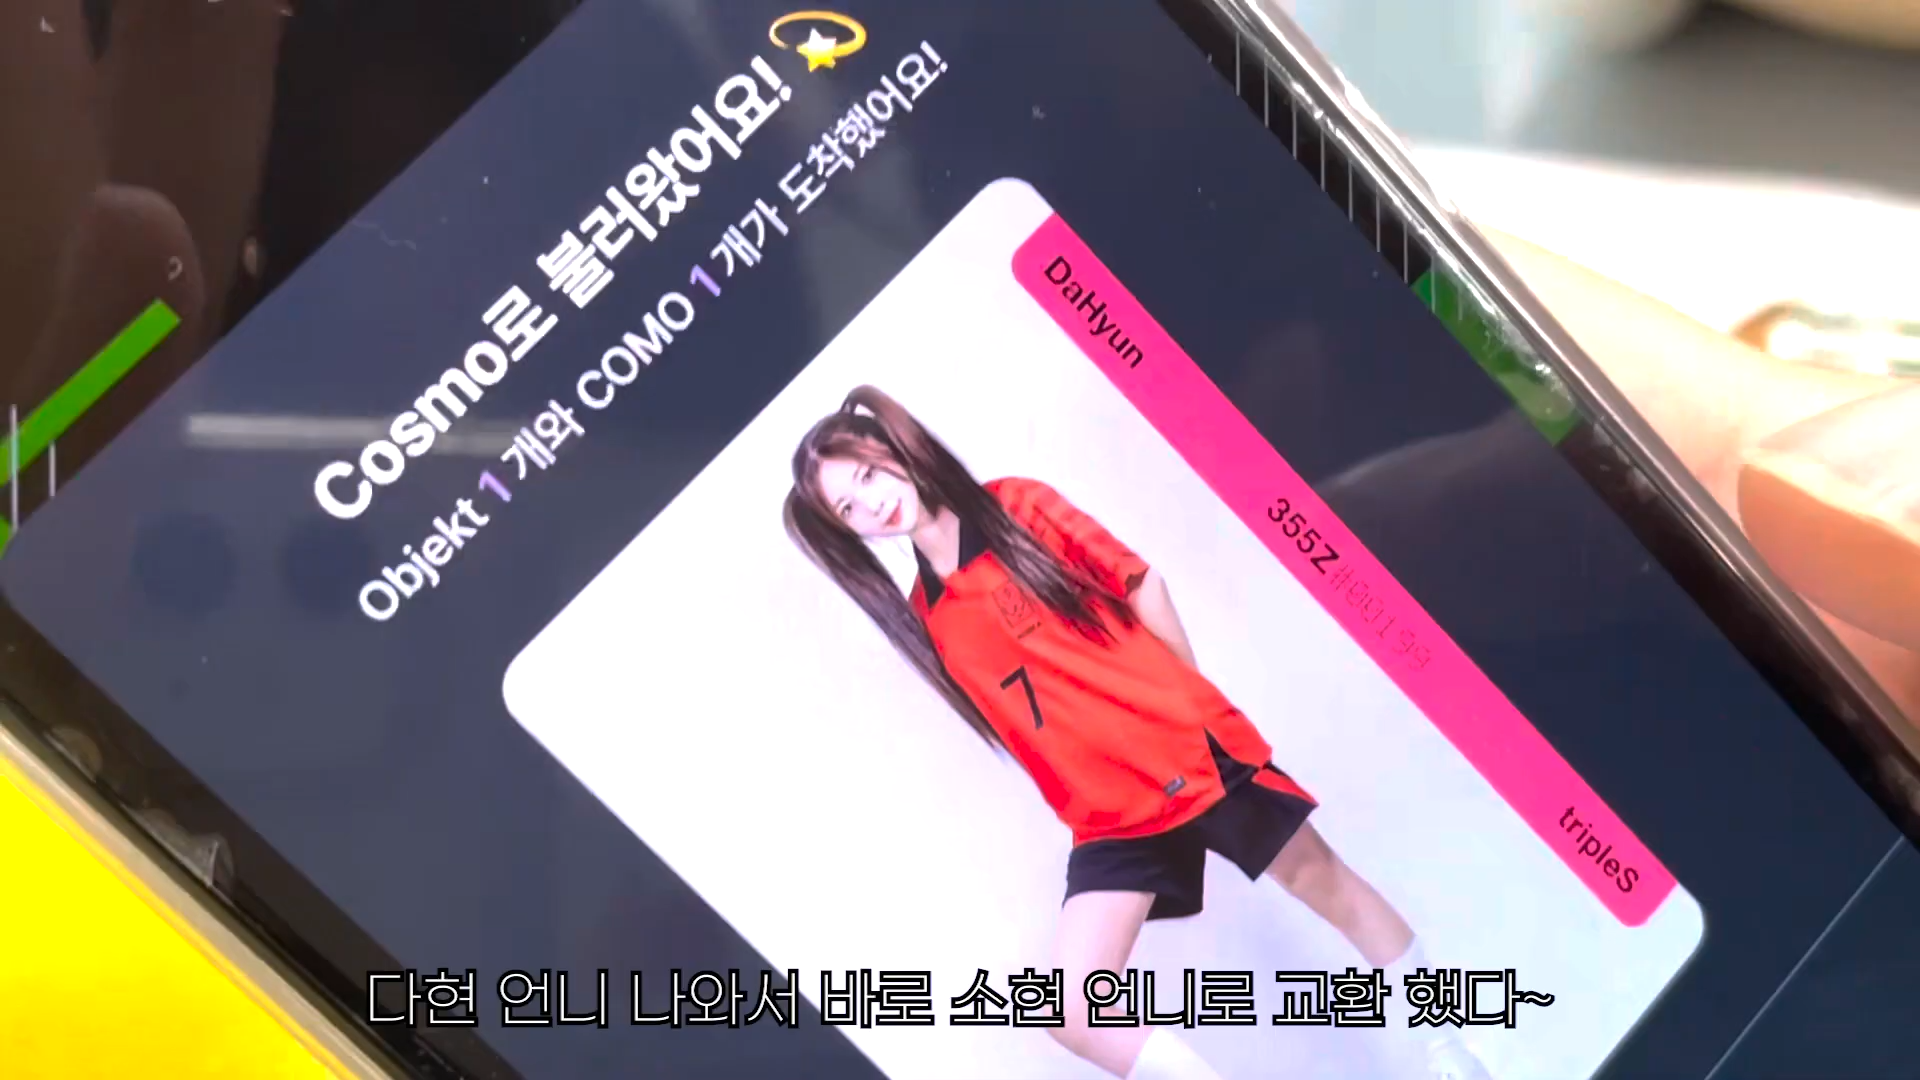 Cosmo로 불러왔어요!
Objekt 1 개와 COMO 1 개가 도착했어요!
DaHyun
355Z#00199
tripleS
7
다현 언니 나와서 바로 소현 언니로 교환 했다~